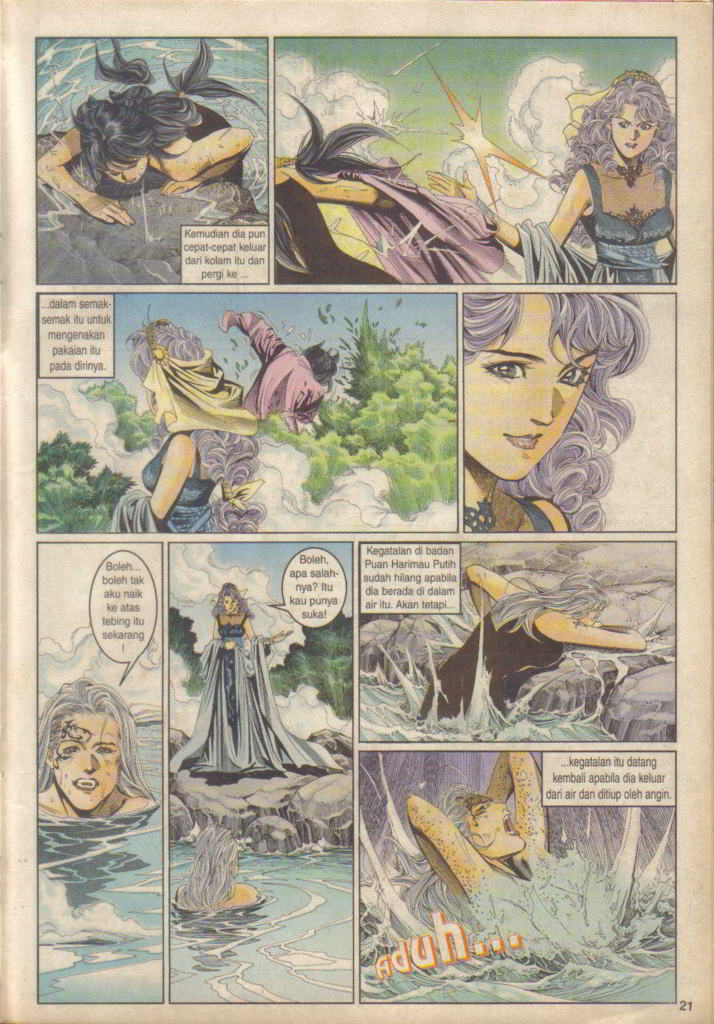 Kemudian dia pun
cepat-cepat keluar
dari kolam itu dan
pergi ke ...
...dalam semak-
semak itu untuk
mengenakan
pakaian itu
pada dirinya.
Boleh...
boleh tak
aku naik
ke atas
tebing itu
sekarang
!
Boleh,
apa salah-
nya? Itu
kau punya
suka!
Kegatalan di badan
Puan Harimau Putih
sudah hilang apabila
dia berada di dalam
air itu. Akan tetapi...
...kegatalan itu datang
kembali apabila dia keluar
dari air dan ditiup oleh angin.
Aduh...
21